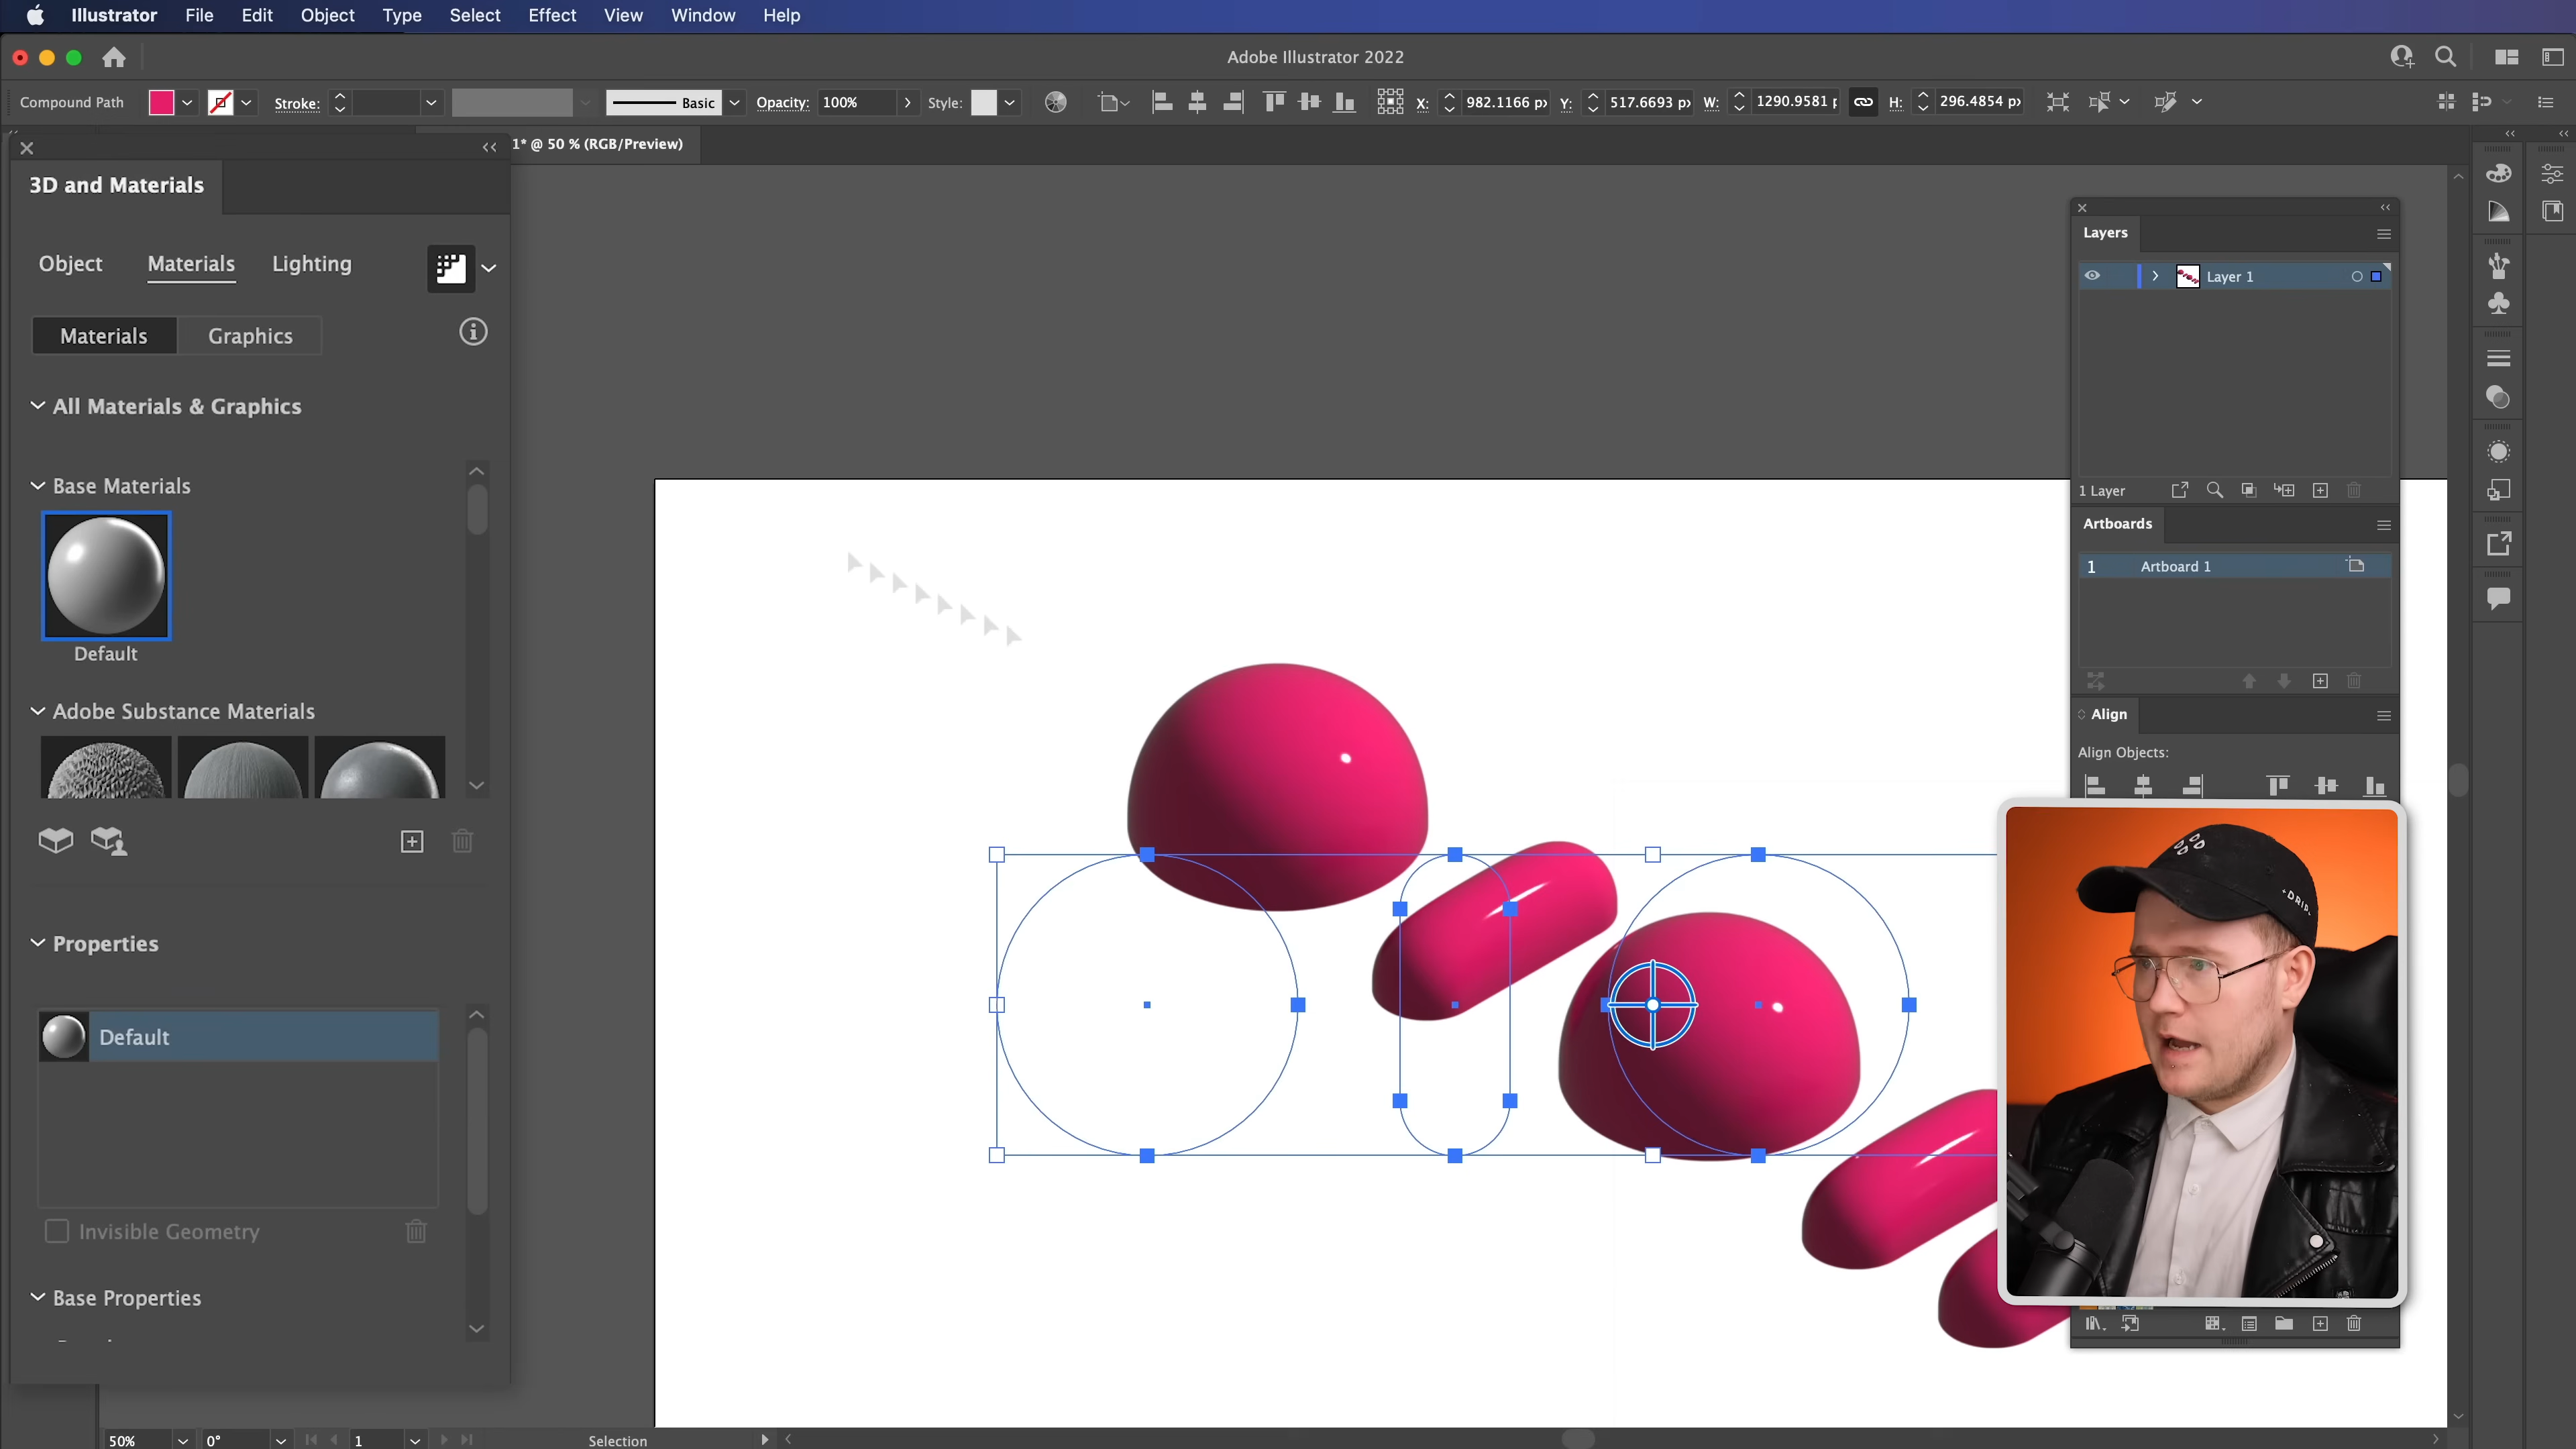 Illustrator File Edit Object Type Select Effect View Window Help
Adobe Illustrator 2022
Compound Path Stroke: Basic Opacity: 100% Style: X: 982.1166 px Y: 517.6693 px W: 1290.9581 H: 296.4854 px
1* @ 50 % (RGB/Preview)
3D and Materials
Object Materials Lighting
Materials Graphics
All Materials & Graphics
Base Materials
Default
Adobe Substance Materials
Properties
Default
Invisible Geometry
Base Properties
Layers
Layer 1
1 Layer
Artboards
1 Artboard 1
Align
Align Objects:
+DRIP.
50% 0° 1 Selection